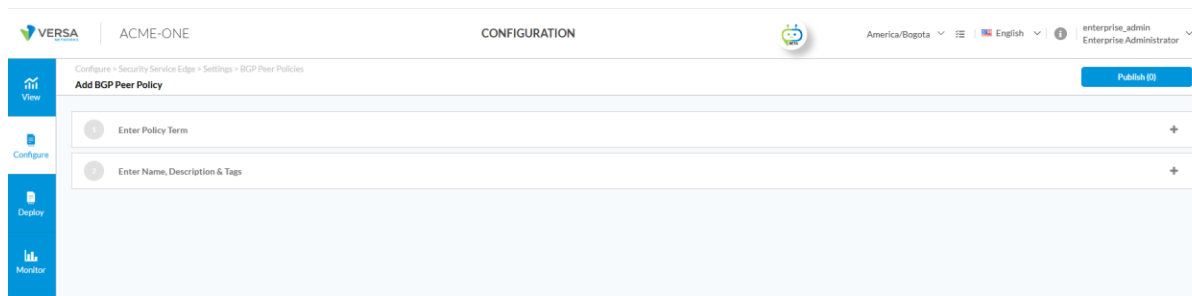 VERSA
NETWORKS
ACME-ONE
CONFIGURATION
America/Bogota
English
enterprise_admin
Enterprise Administrator
Configure > Security Service Edge > Settings > BGP Peer Policies
Add BGP Peer Policy
Publish (0)
View
Configure
Deploy
Monitor
1 Enter Policy Term +
2 Enter Name, Description & Tags +